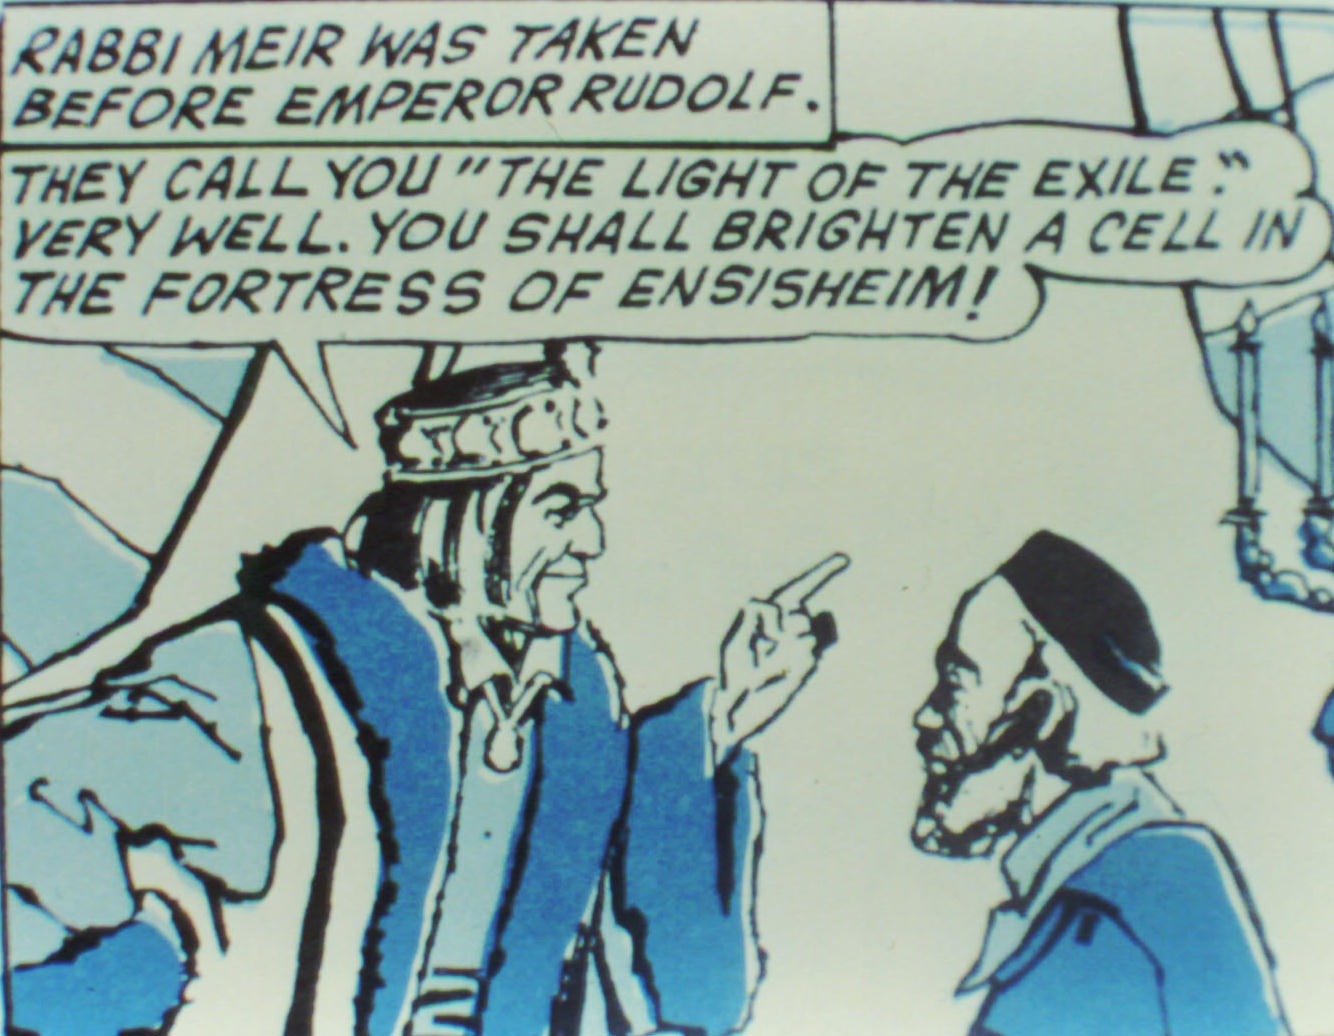 RABBI MEIR WAS TAKEN
BEFORE EMPEROR RUDOLF.
THEY CALL YOU "THE LIGHT OF THE EXILE."
VERY WELL. YOU SHALL BRIGHTEN A CELL IN
THE FORTRESS OF ENSISHEIM!